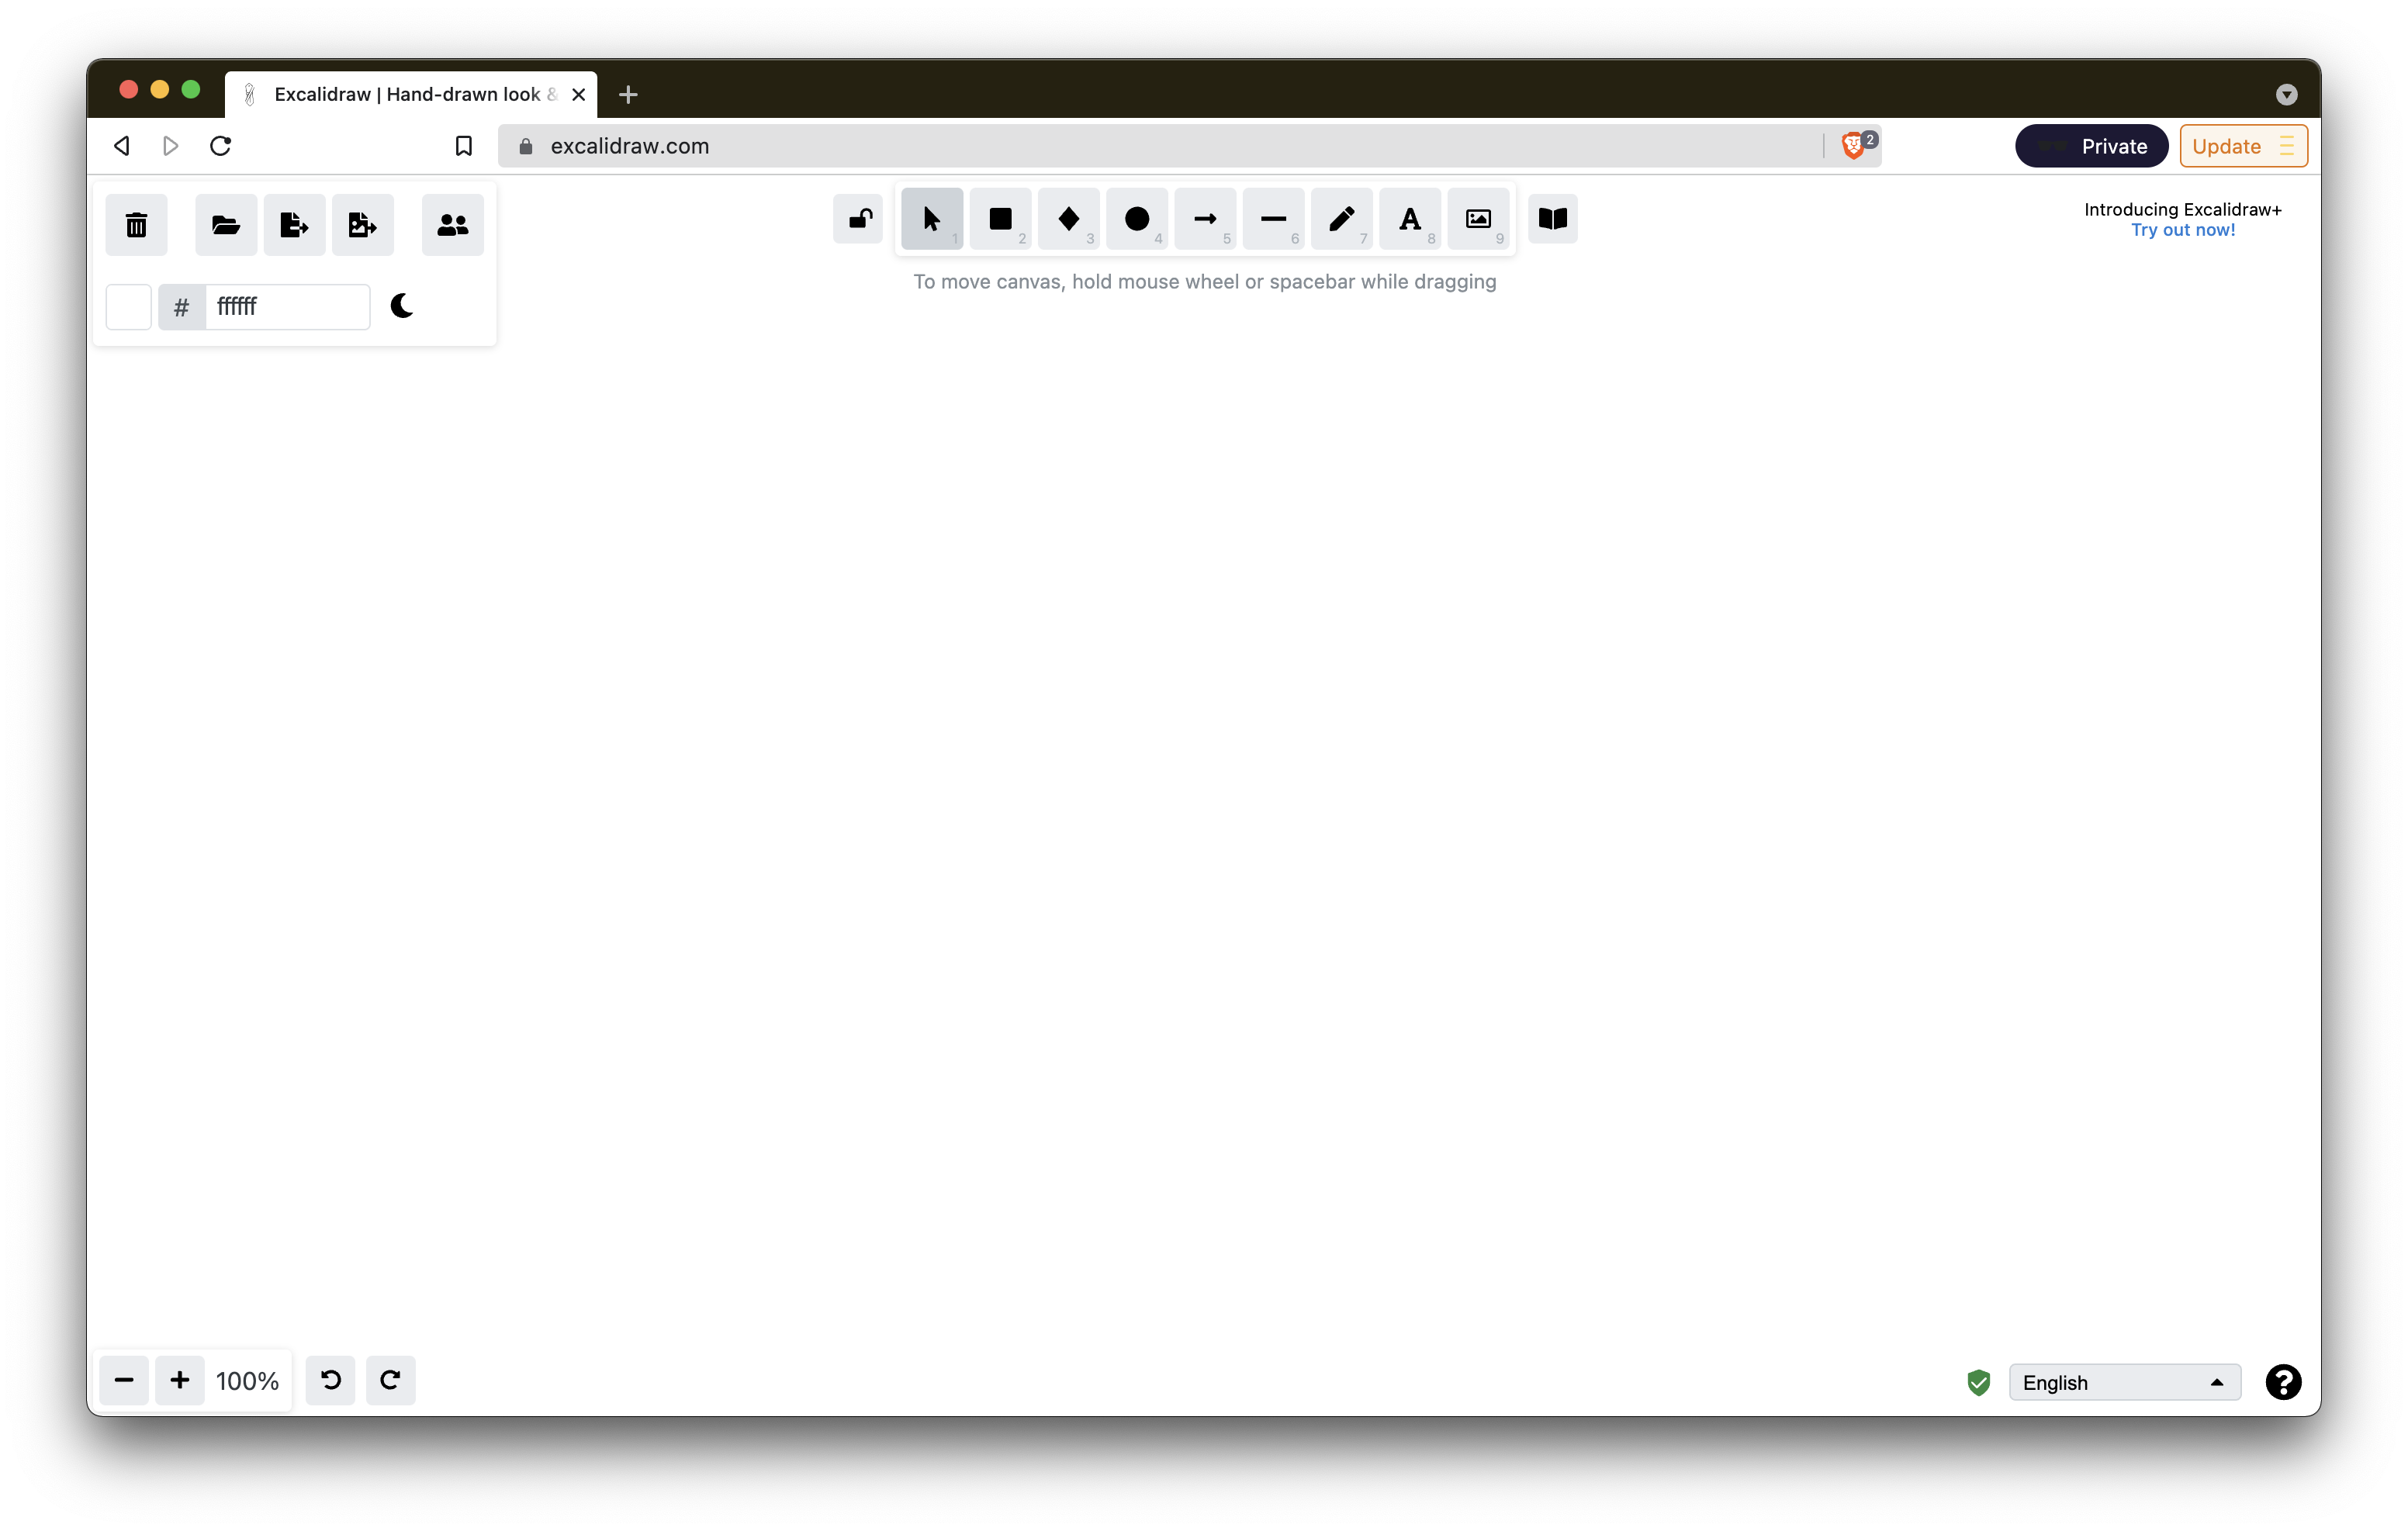 Excalidraw | Hand-drawn look &
excalidraw.com
2
Private
Update
1
2
3
4
5
6
A
7
8
9
Introducing Excalidraw+
Try out now!
To move canvas, hold mouse wheel or spacebar while dragging
# ffffff
100%
English
?